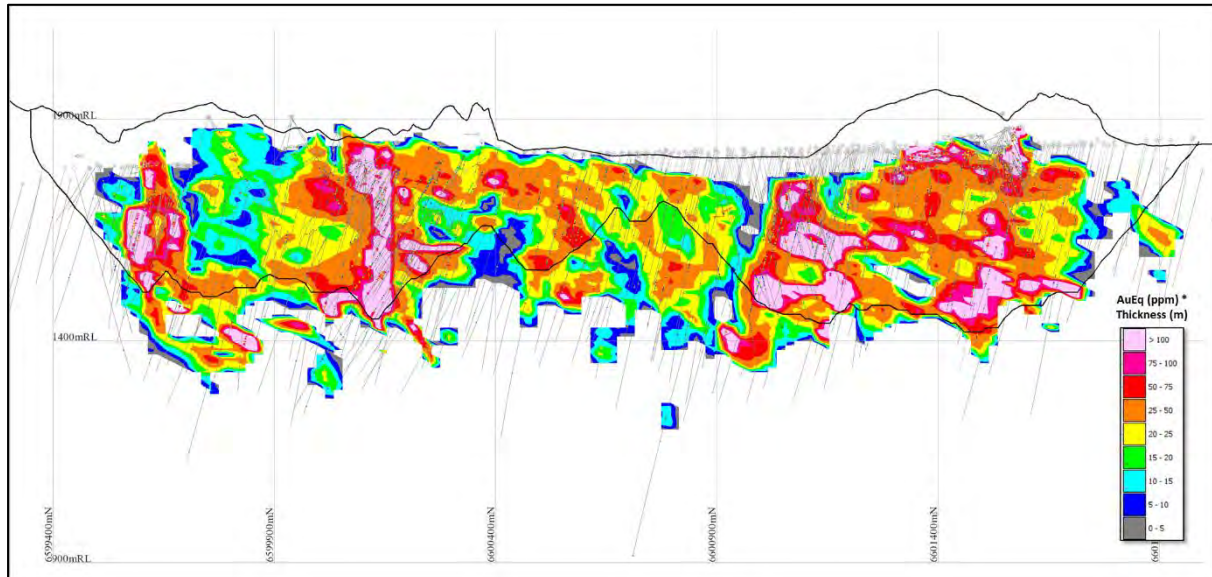 1900mRL
1400mRL
900mRL
6599400mN
6599900mN
6600400mN
6600900mN
6601400mN
6601
AuEq (ppm) *
Thickness (m)
> 100
75 - 100
50 - 75
25 - 50
20 - 25
15 - 20
10 - 15
5 - 10
0 - 5